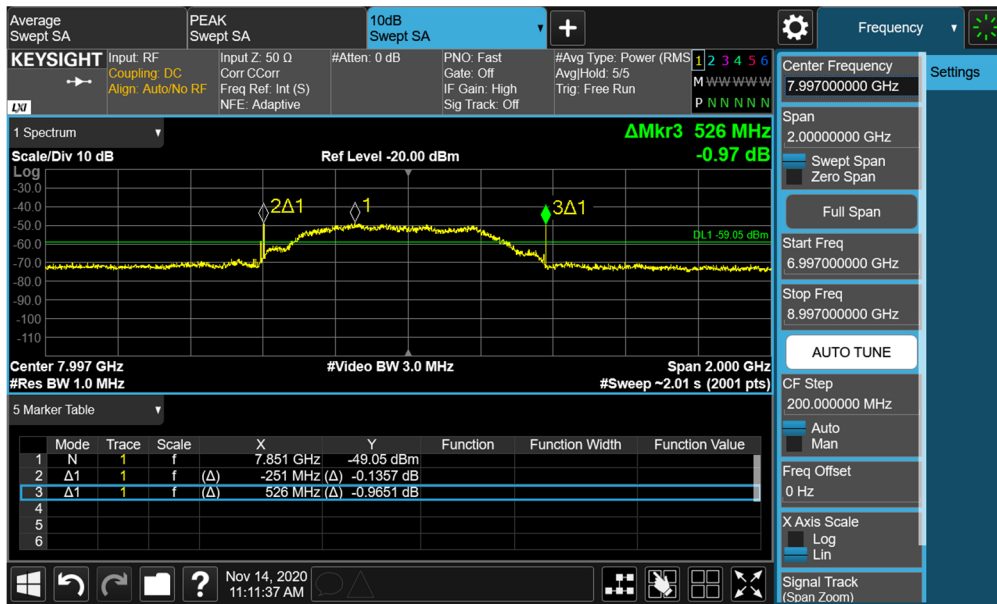 Average
Swept SA
PEAK
Swept SA
10dB
Swept SA
Frequency
KEYSIGHT
LXI
Input: RF
Coupling: DC
Align: Auto/No RF
Input Z: 50 Ω
Corr CCorr
Freq Ref: Int (S)
NFE: Adaptive
#Atten: 0 dB
PNO: Fast
Gate: Off
IF Gain: High
Sig Track: Off
#Avg Type: Power (RMS
Avg|Hold: 5/5
Trig: Free Run
1 2 3 4 5 6
M W W W W W W
P N N N N N
1 Spectrum
ΔMkr3 526 MHz
-0.97 dB
Scale/Div 10 dB
Ref Level -20.00 dBm
Log
-30.0
-40.0
-50.0
-60.0
-70.0
-80.0
-90.0
-100
-110
2Δ1
1
3Δ1
DL1 -59.05 dBm
Center 7.997 GHz
#Video BW 3.0 MHz
Span 2.000 GHz
#Res BW 1.0 MHz
#Sweep ~2.01 s (2001 pts)
5 Marker Table
Mode Trace Scale X Y Function Function Width Function Value
1 N 1 f 7.851 GHz -49.05 dBm
2 Δ1 1 f (Δ) -251 MHz (Δ) -0.1357 dB
3 Δ1 1 f (Δ) 526 MHz (Δ) -0.9651 dB
4
5
6
Nov 14, 2020
11:11:37 AM
Center Frequency
7.997000000 GHz
Span
2.00000000 GHz
Swept Span
Zero Span
Full Span
Start Freq
6.997000000 GHz
Stop Freq
8.997000000 GHz
AUTO TUNE
CF Step
200.000000 MHz
Auto
Man
Freq Offset
0 Hz
X Axis Scale
Log
Lin
Signal Track
(Span Zoom)
Settings